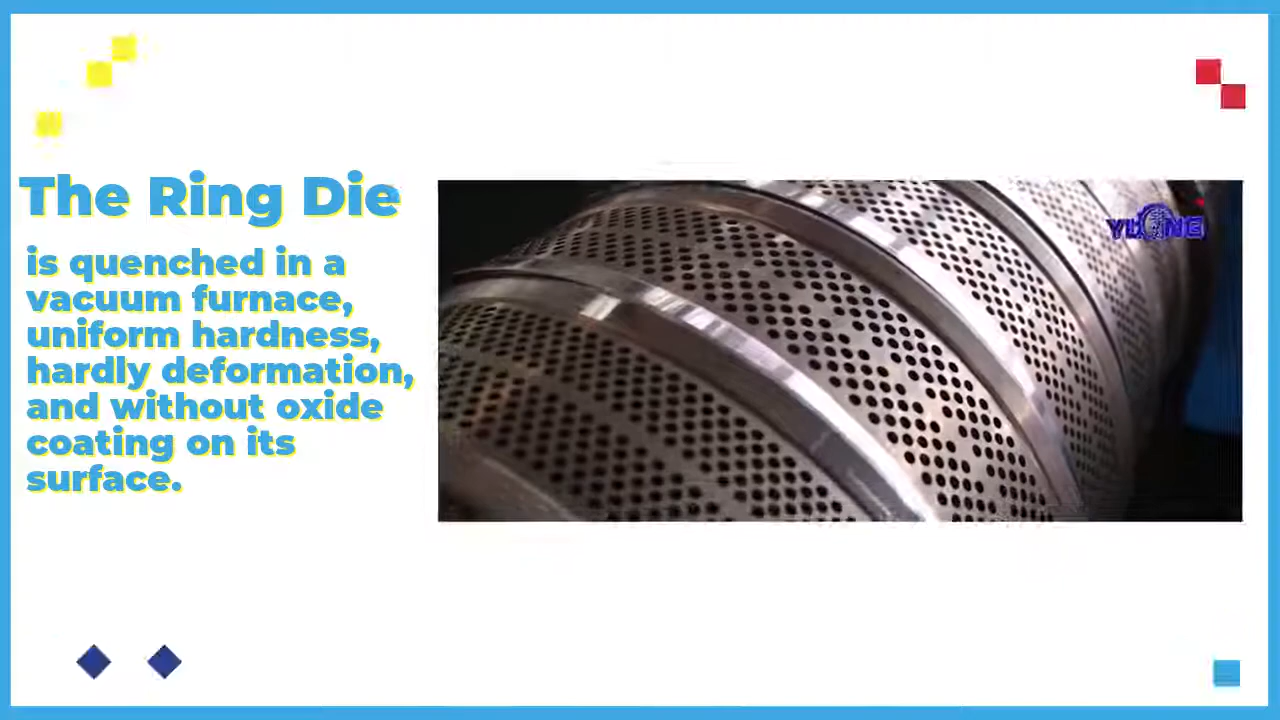 The Ring Die
is quenched in a
vacuum furnace,
uniform hardness,
hardly deformation,
and without oxide
coating on its
surface.
YLONG